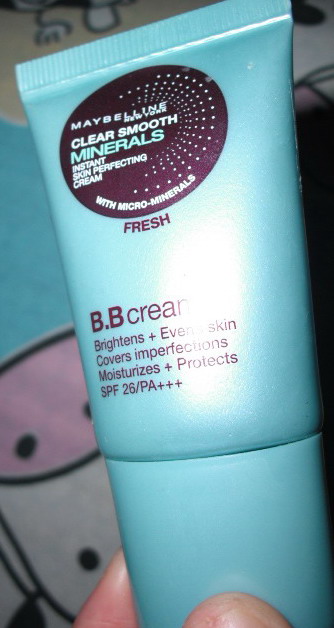 MAYBELLINE
NEW YORK
CLEAR SMOOTH
MINERALS
INSTANT
SKIN PERFECTING
CREAM
WITH MICRO-MINERALS
FRESH
B.B cream
Brightens + Evens skin
Covers imperfections
Moisturizes + Protects
SPF 26/PA+++